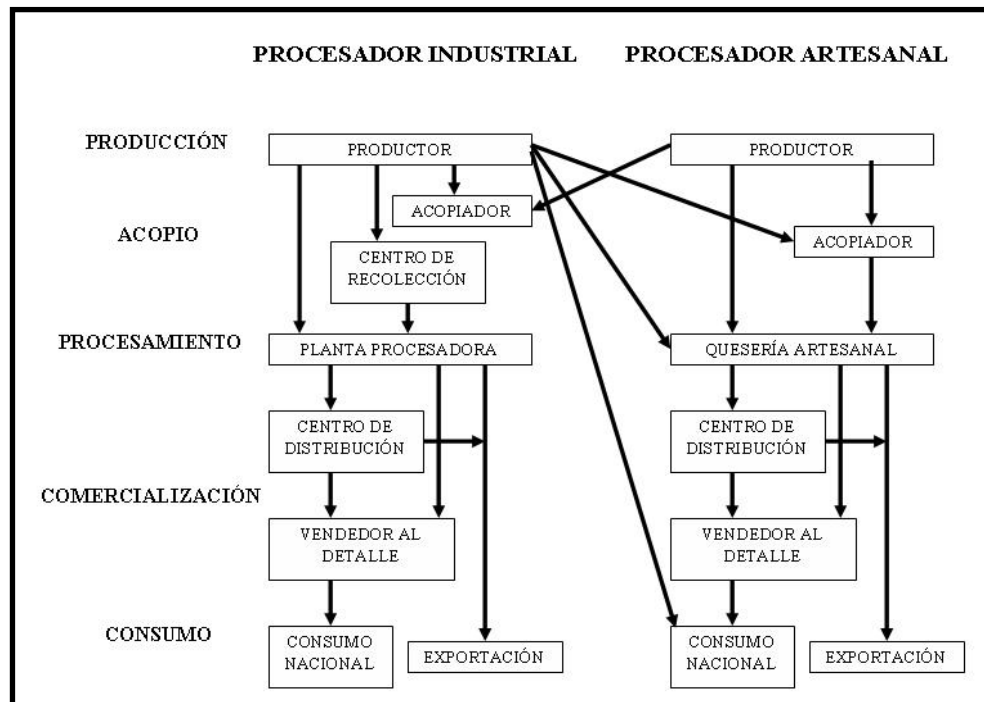 PROCESADOR INDUSTRIAL PROCESADOR ARTESANAL
PRODUCCIÓN
PRODUCTOR
PRODUCTOR
ACOPIO
ACOPIADOR
ACOPIADOR
CENTRO DE
RECOLECCIÓN
PROCESAMIENTO
PLANTA PROCESADORA
QUESERÍA ARTESANAL
CENTRO DE
DISTRIBUCIÓN
CENTRO DE
DISTRIBUCIÓN
COMERCIALIZACIÓN
VENDEDOR AL
DETALLE
VENDEDOR AL
DETALLE
CONSUMO
CONSUMO
NACIONAL
EXPORTACIÓN
CONSUMO
NACIONAL
EXPORTACIÓN